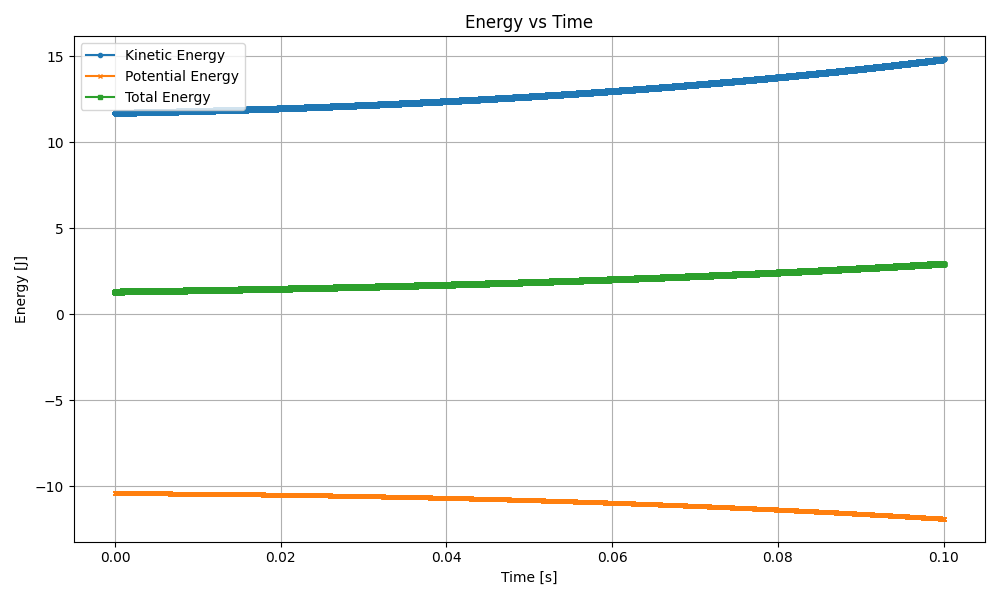 Energy vs Time
Kinetic Energy
Potential Energy
Total Energy
Energy [J]
15
10
5
0
−5
−10
0.00 0.02 0.04 0.06 0.08 0.10
Time [s]